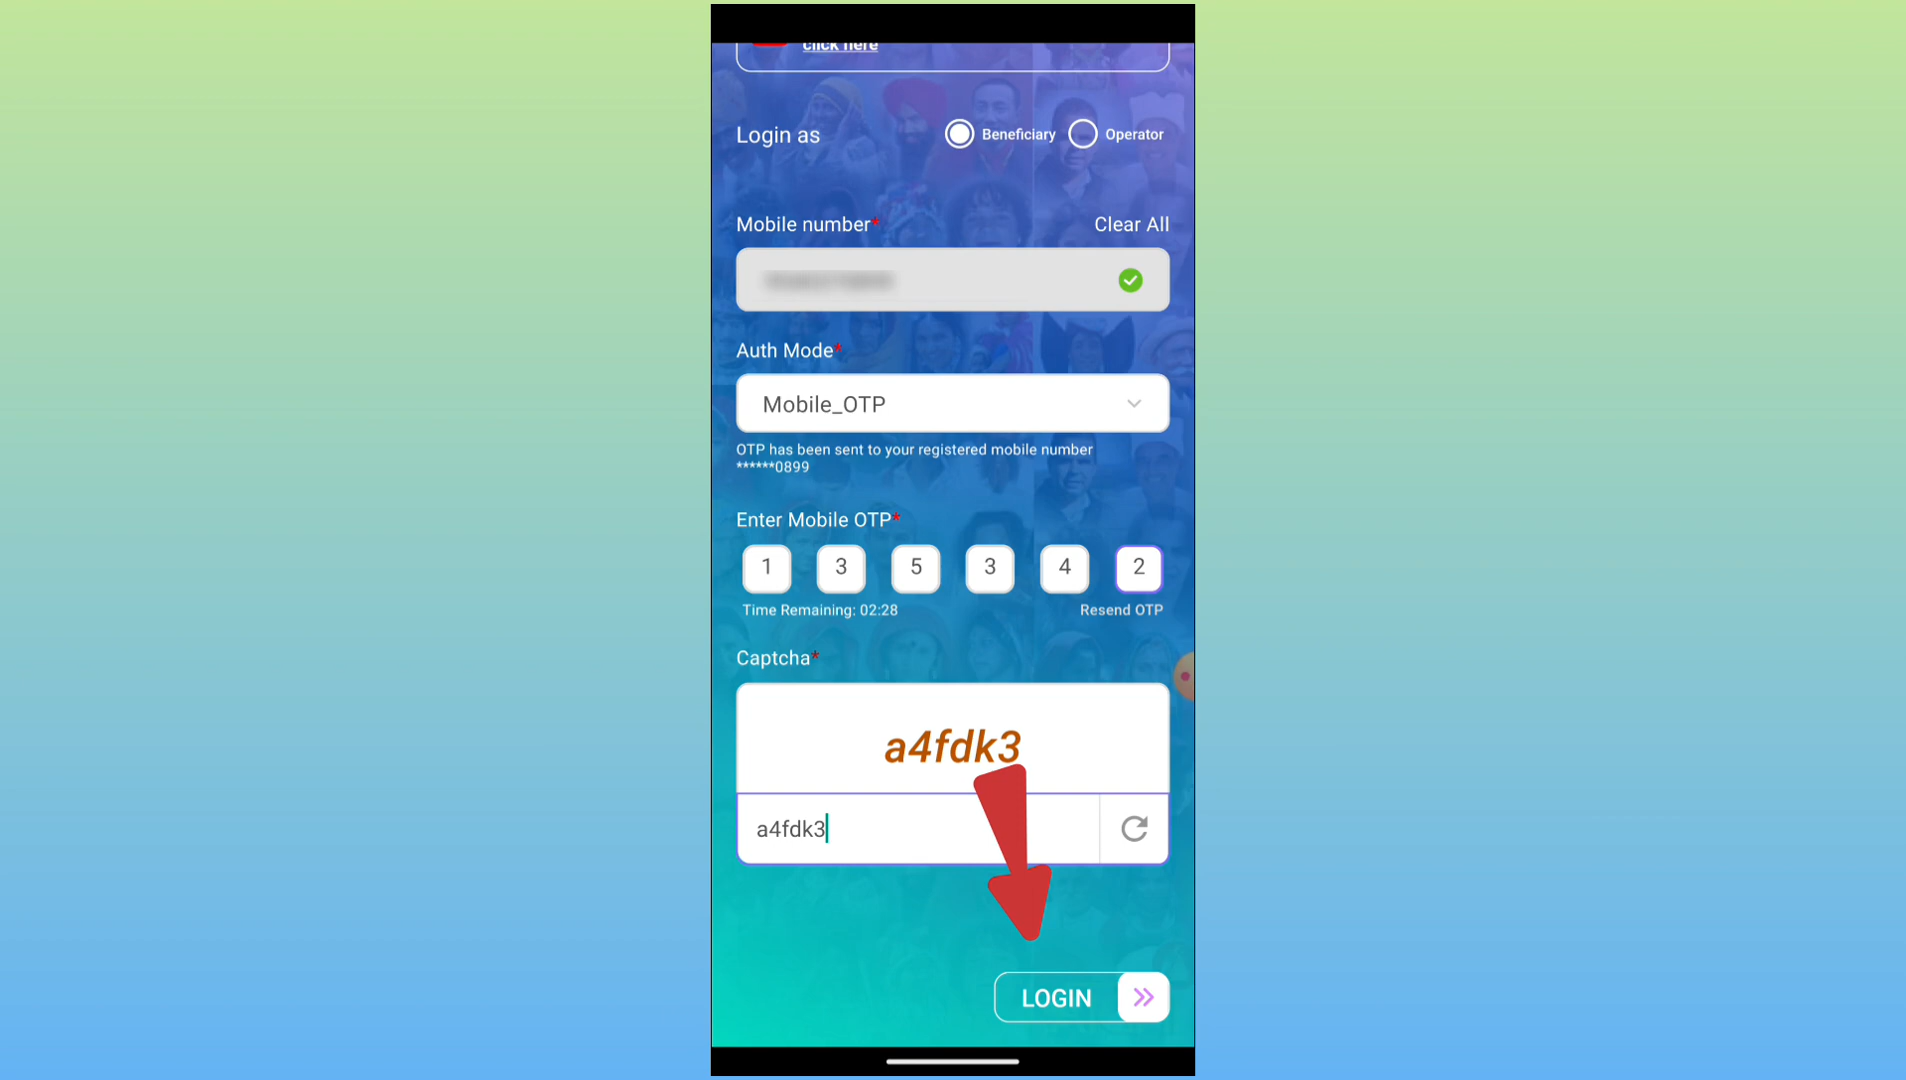 click here
Login as
Beneficiary
Operator
Mobile number*
Clear All
Auth Mode*
Mobile_OTP
OTP has been sent to your registered mobile number
******0899
Enter Mobile OTP*
1 3 5 3 4 2
Time Remaining: 02:28
Resend OTP
Captcha*
a4fdk3
a4fdk3
LOGIN